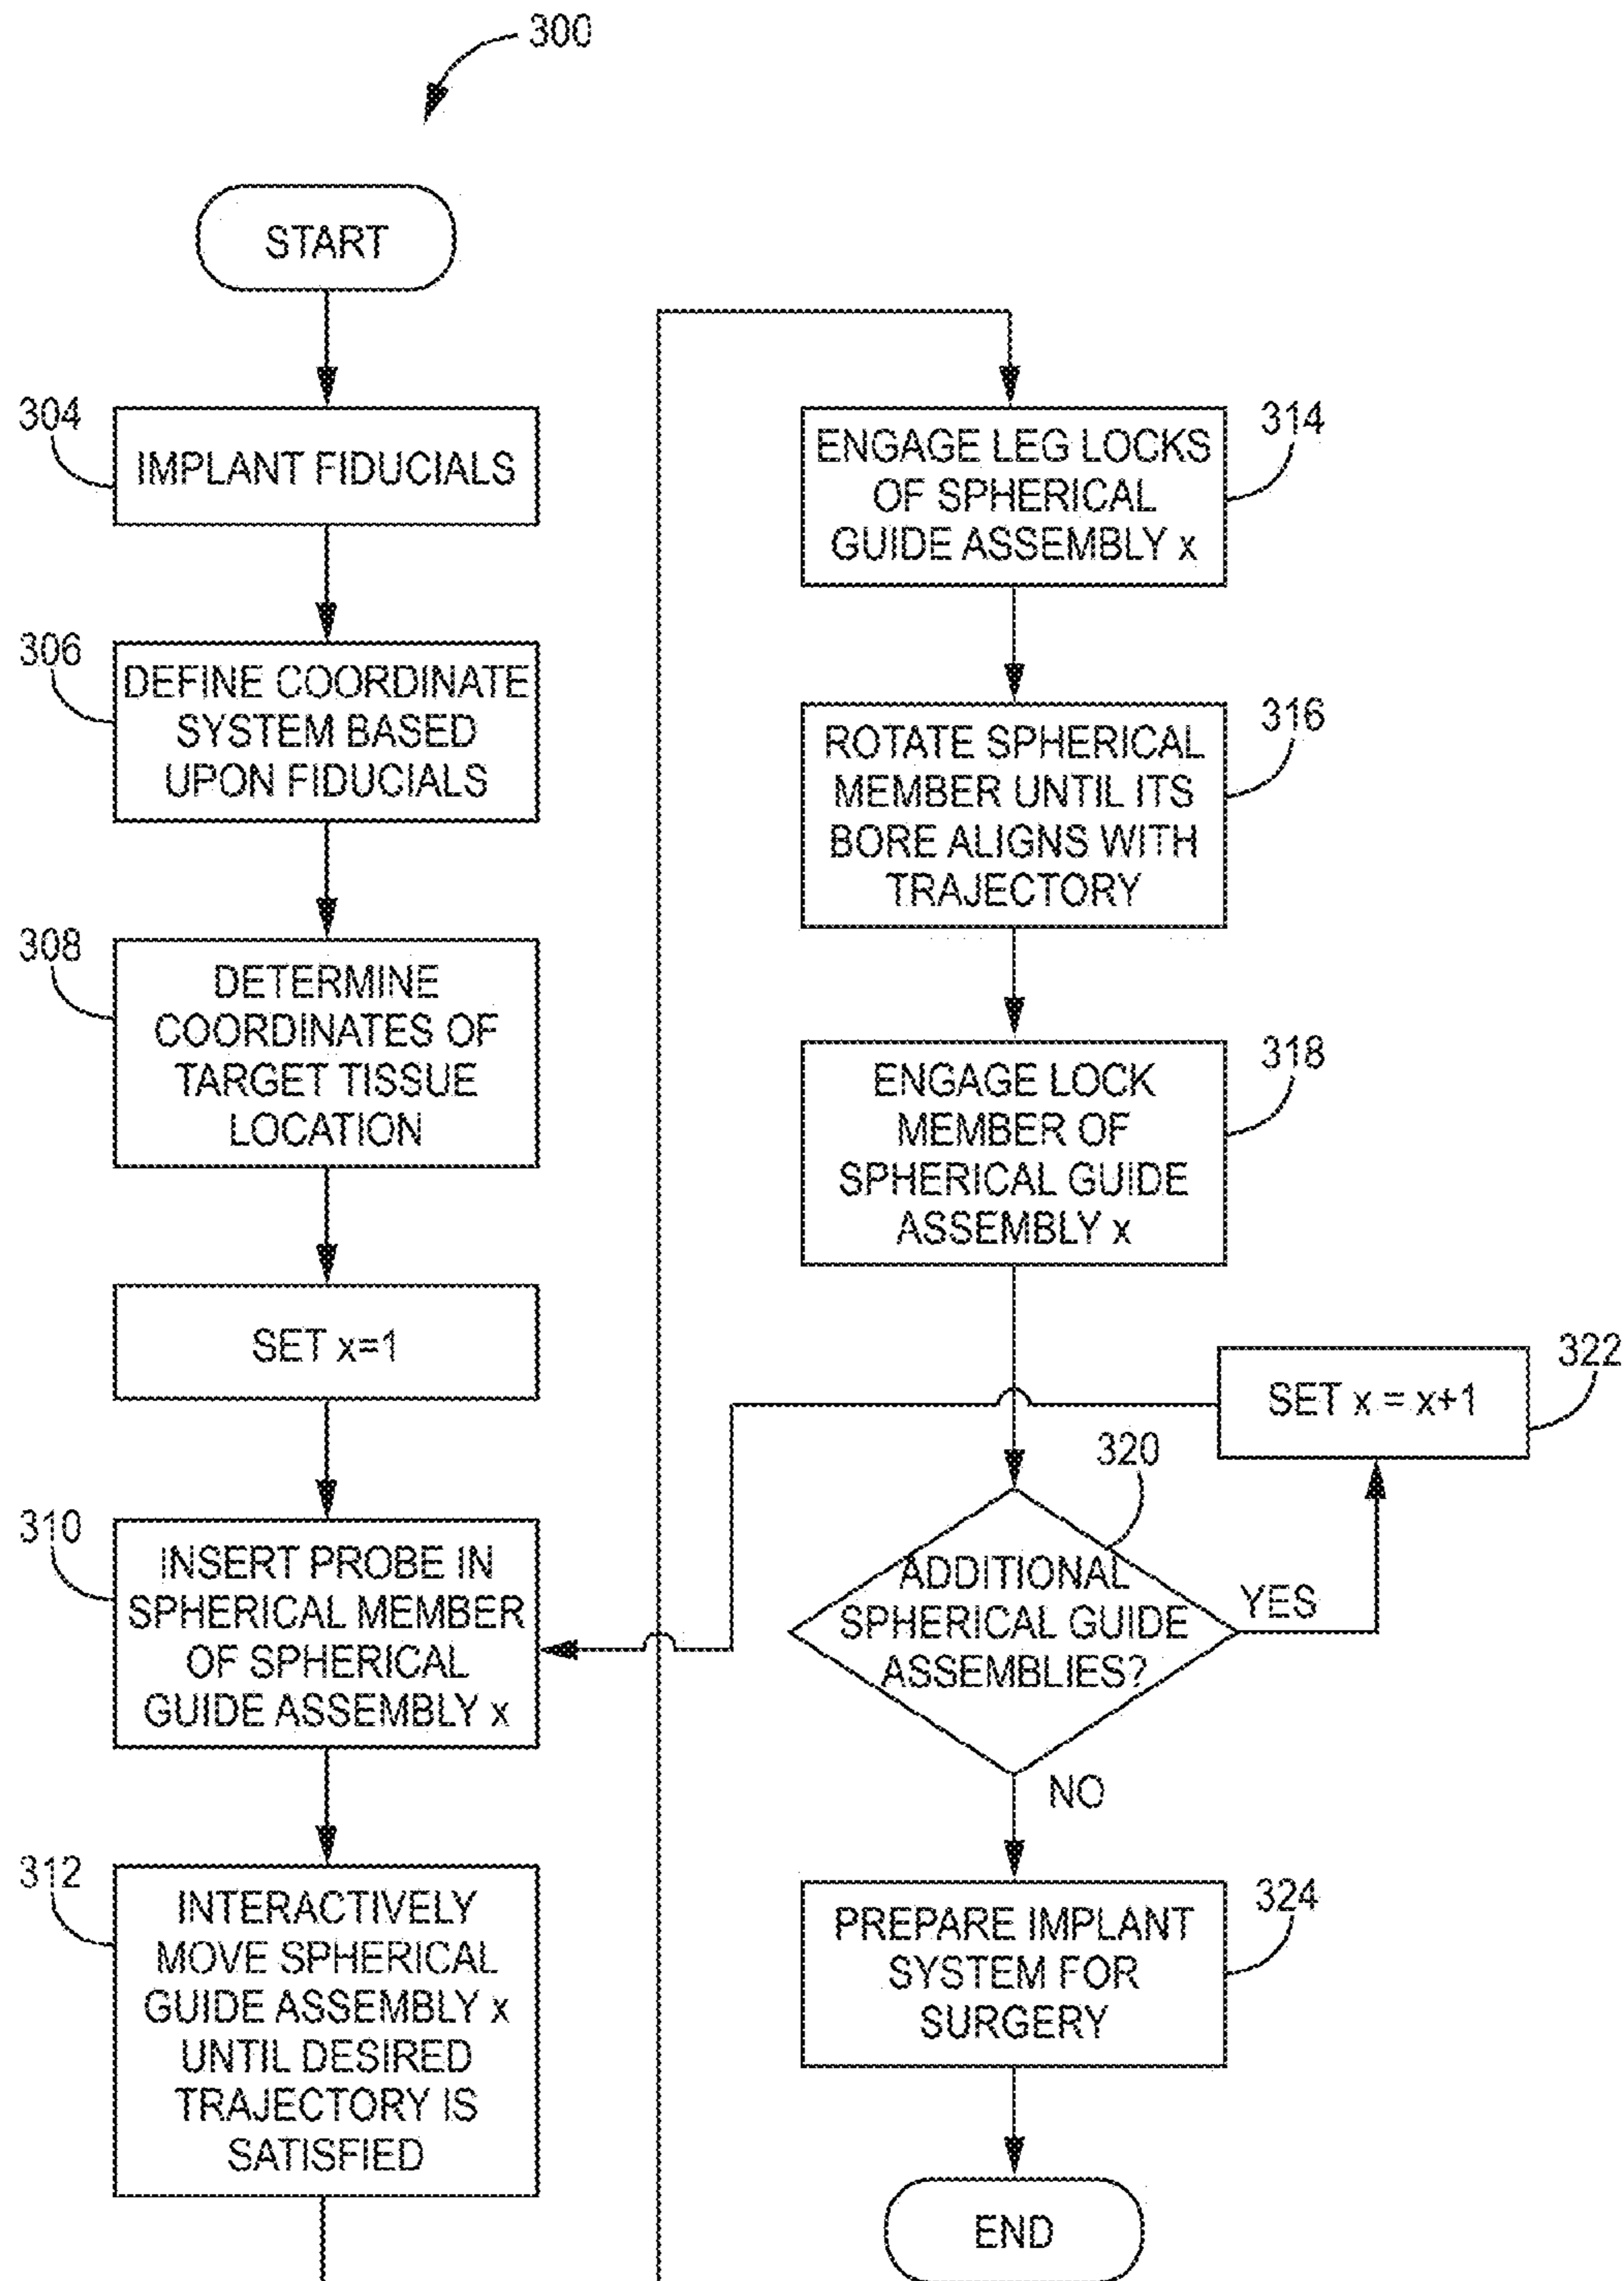 300
START
304
IMPLANT FIDUCIALS
306
DEFINE COORDINATE
SYSTEM BASED
UPON FIDUCIALS
308
DETERMINE
COORDINATES OF
TARGET TISSUE
LOCATION
SET x=1
310
INSERT PROBE IN
SPHERICAL MEMBER
OF SPHERICAL
GUIDE ASSEMBLY x
312
INTERACTIVELY
MOVE SPHERICAL
GUIDE ASSEMBLY x
UNTIL DESIRED
TRAJECTORY IS
SATISFIED
314
ENGAGE LEG LOCKS
OF SPHERICAL
GUIDE ASSEMBLY x
316
ROTATE SPHERICAL
MEMBER UNTIL ITS
BORE ALIGNS WITH
TRAJECTORY
318
ENGAGE LOCK
MEMBER OF
SPHERICAL GUIDE
ASSEMBLY x
322
SET x = x+1
320
ADDITIONAL
SPHERICAL GUIDE
ASSEMBLIES?
YES
NO
324
PREPARE IMPLANT
SYSTEM FOR
SURGERY
END